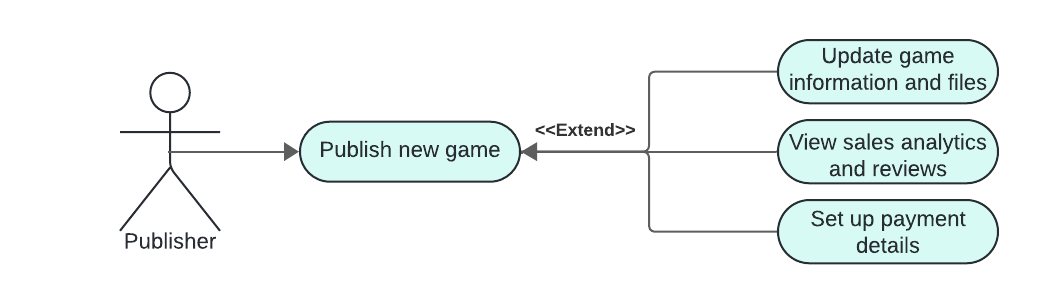 Update game
information and files
<<Extend>>
Publish new game
View sales analytics
and reviews
Set up payment
details
Publisher